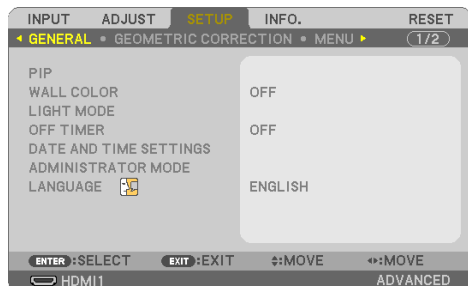 INPUT ADJUST SETUP INFO. RESET
GENERAL • GEOMETRIC CORRECTION • MENU 1/2
PIP
WALL COLOR OFF
LIGHT MODE
OFF TIMER OFF
DATE AND TIME SETTINGS
ADMINISTRATOR MODE
LANGUAGE ENGLISH
ENTER:SELECT EXIT:EXIT :MOVE :MOVE
HDMI1 ADVANCED